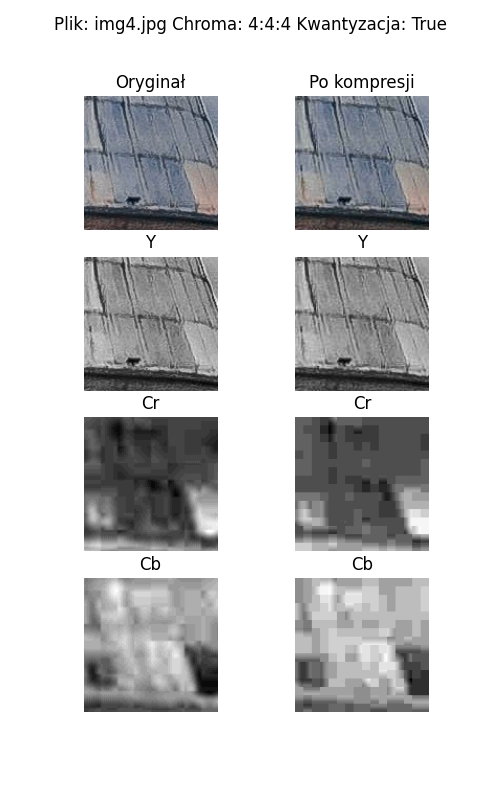 Plik: img4.jpg Chroma: 4:4:4 Kwantyzacja: True
Oryginał
Po kompresji
Y
Y
Cr
Cr
Cb
Cb